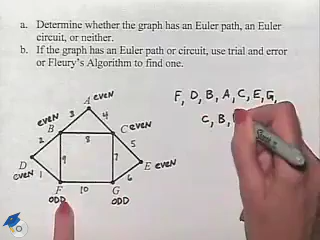 a. Determine whether the graph has an Euler path, an Euler
circuit, or neither.
b. If the graph has an Euler path or circuit, use trial and error
or Fleury's Algorithm to find one.
F, D, B, A, C, E, G,
C, B,
A EVEN
3 4
EVEN B C EVEN
8
2 5
9 7
D E EVEN
EVEN 1 6
F 10 G
ODD ODD